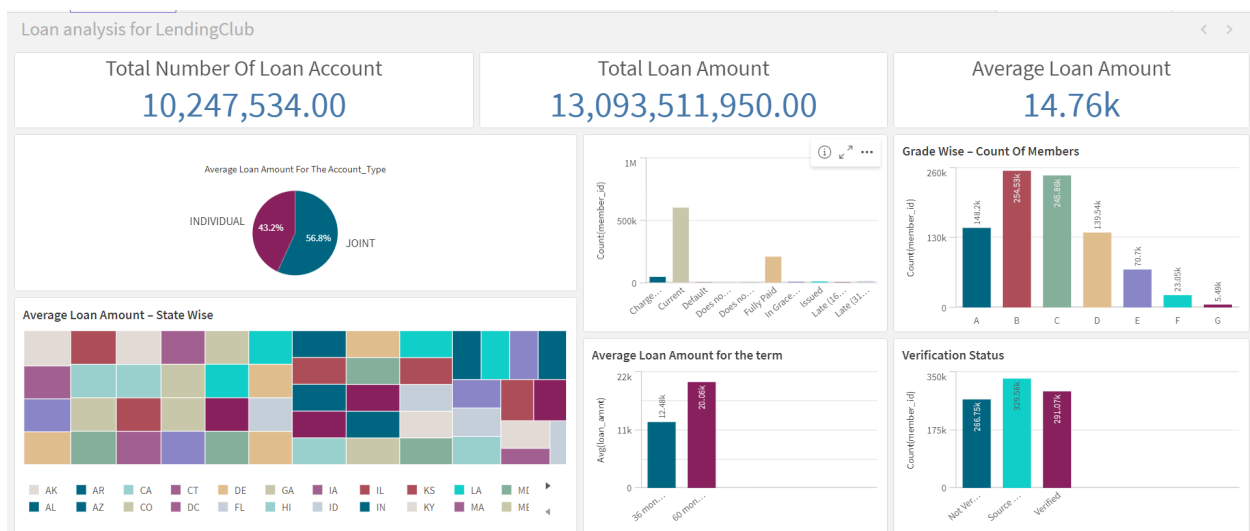 Loan analysis for LendingClub
Total Number Of Loan Account
10,247,534.00
Total Loan Amount
13,093,511,950.00
Average Loan Amount
14.76k
Average Loan Amount For The Account_Type
INDIVIDUAL
43.2%
56.8%
JOINT
Count(member_id)
1M
500k
0
Charge...
Current
Default
Does no...
Does no...
Fully Paid
In Grace...
Issued
Late (16...
Late (31...
Grade Wise – Count Of Members
Count(member_id)
260k
130k
0
148.2k
254.53k
245.86k
139.54k
70.7k
23.05k
5.49k
A B C D E F G
Average Loan Amount – State Wise
AK AR CA CT DE GA IA IL KS LA
AL AZ CO DC FL HI ID IN KY MA
Average Loan Amount for the term
Avg(loan_amnt)
22k
11k
0
12.48k
20.06k
36 mon...
60 mon...
Verification Status
Count(member_id)
350k
175k
0
266.75k
329.56k
291.07k
Not Ver...
Source ...
Verified